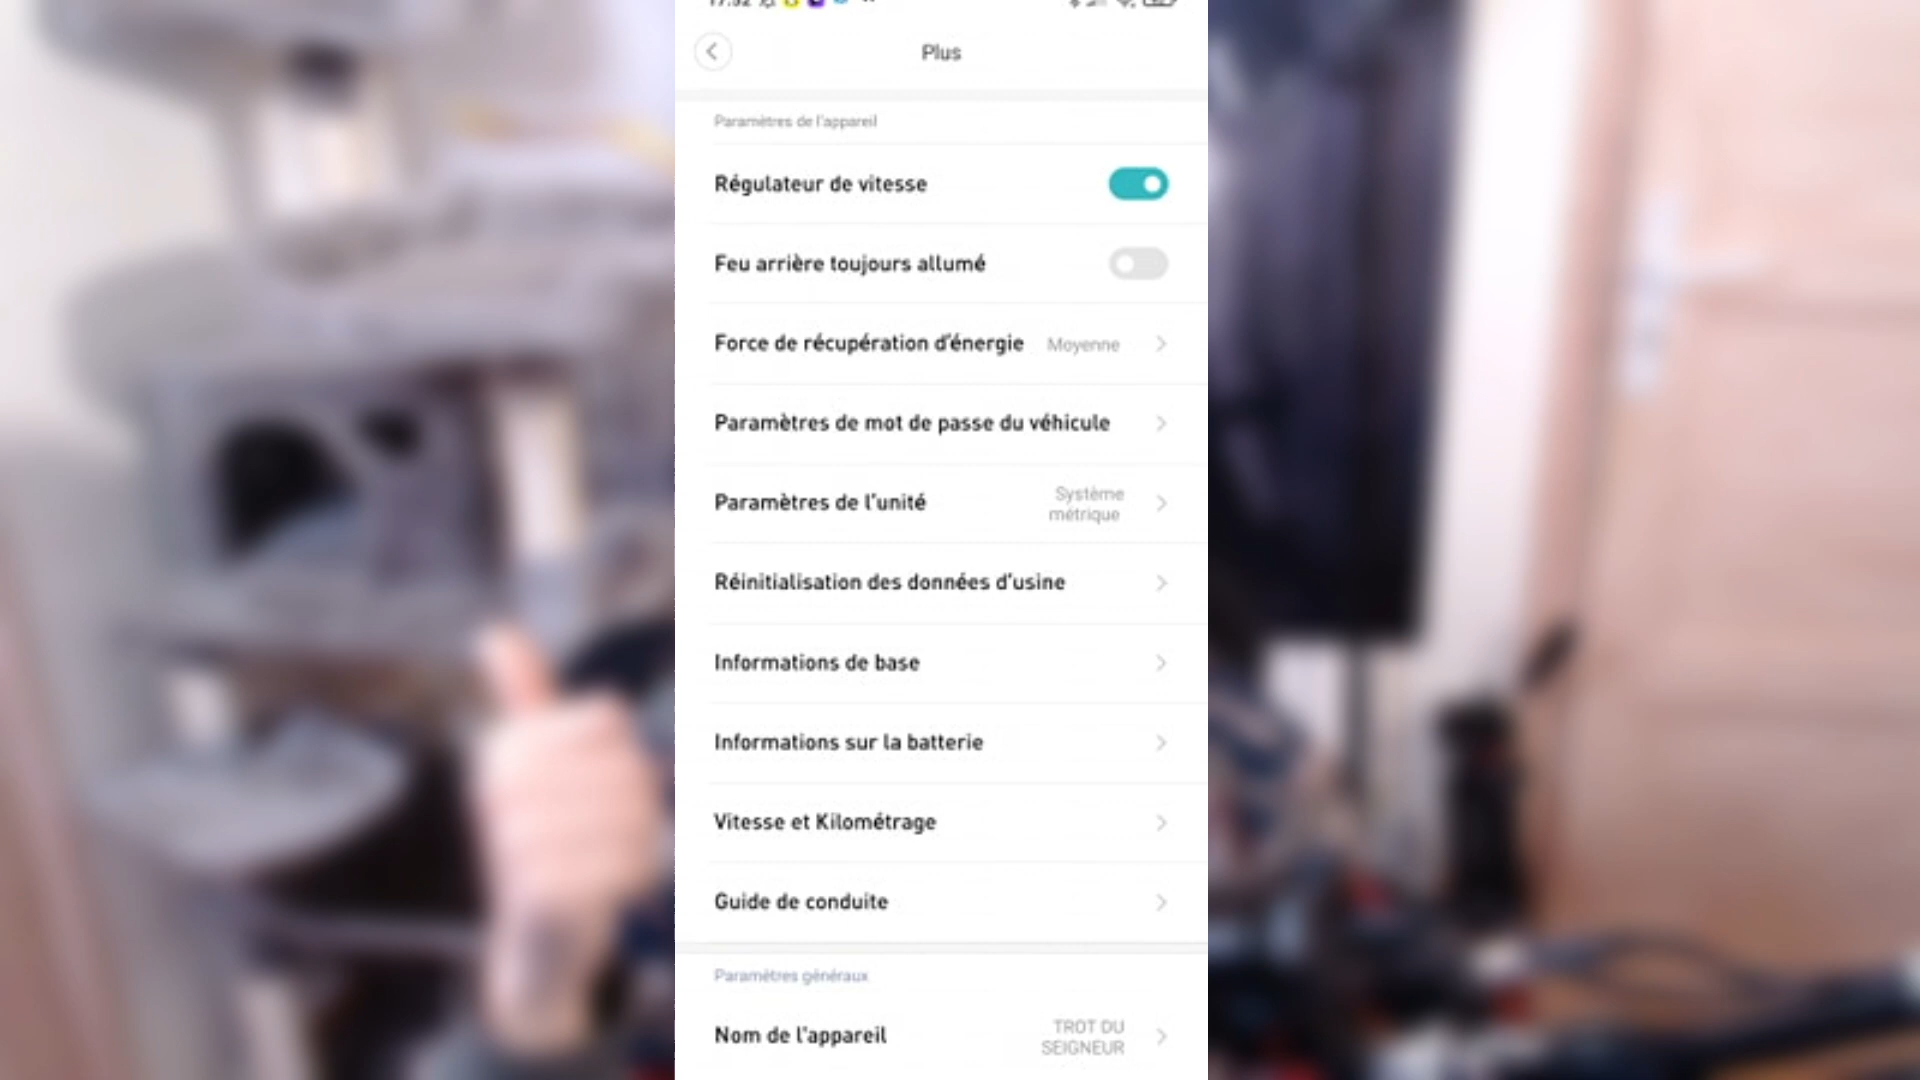 Plus
Paramètres de l'appareil
Régulateur de vitesse
Feu arrière toujours allumé
Force de récupération d'énergie Moyenne
Paramètres de mot de passe du véhicule
Paramètres de l'unité Système
métrique
Réinitialisation des données d'usine
Informations de base
Informations sur la batterie
Vitesse et Kilométrage
Guide de conduite
Paramètres généraux
Nom de l'appareil TROT DU
SEIGNEUR